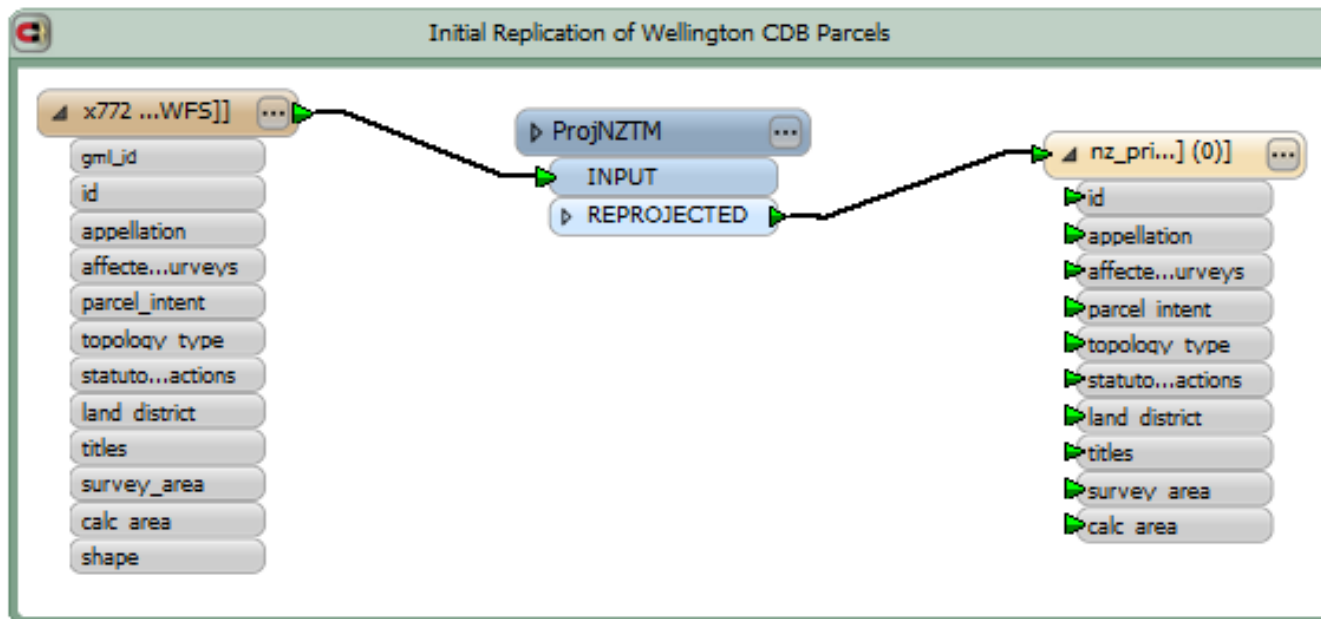 Initial Replication of Wellington CDB Parcels
x772 ...WFS]]
gml_id
id
appellation
affecte...urveys
parcel_intent
topology_type
statuto...actions
land_district
titles
survey_area
calc_area
shape
ProjNZTM
INPUT
REPROJECTED
nz_pri...] (0)]
id
appellation
affecte...urveys
parcel_intent
topology_type
statuto...actions
land_district
titles
survey_area
calc_area